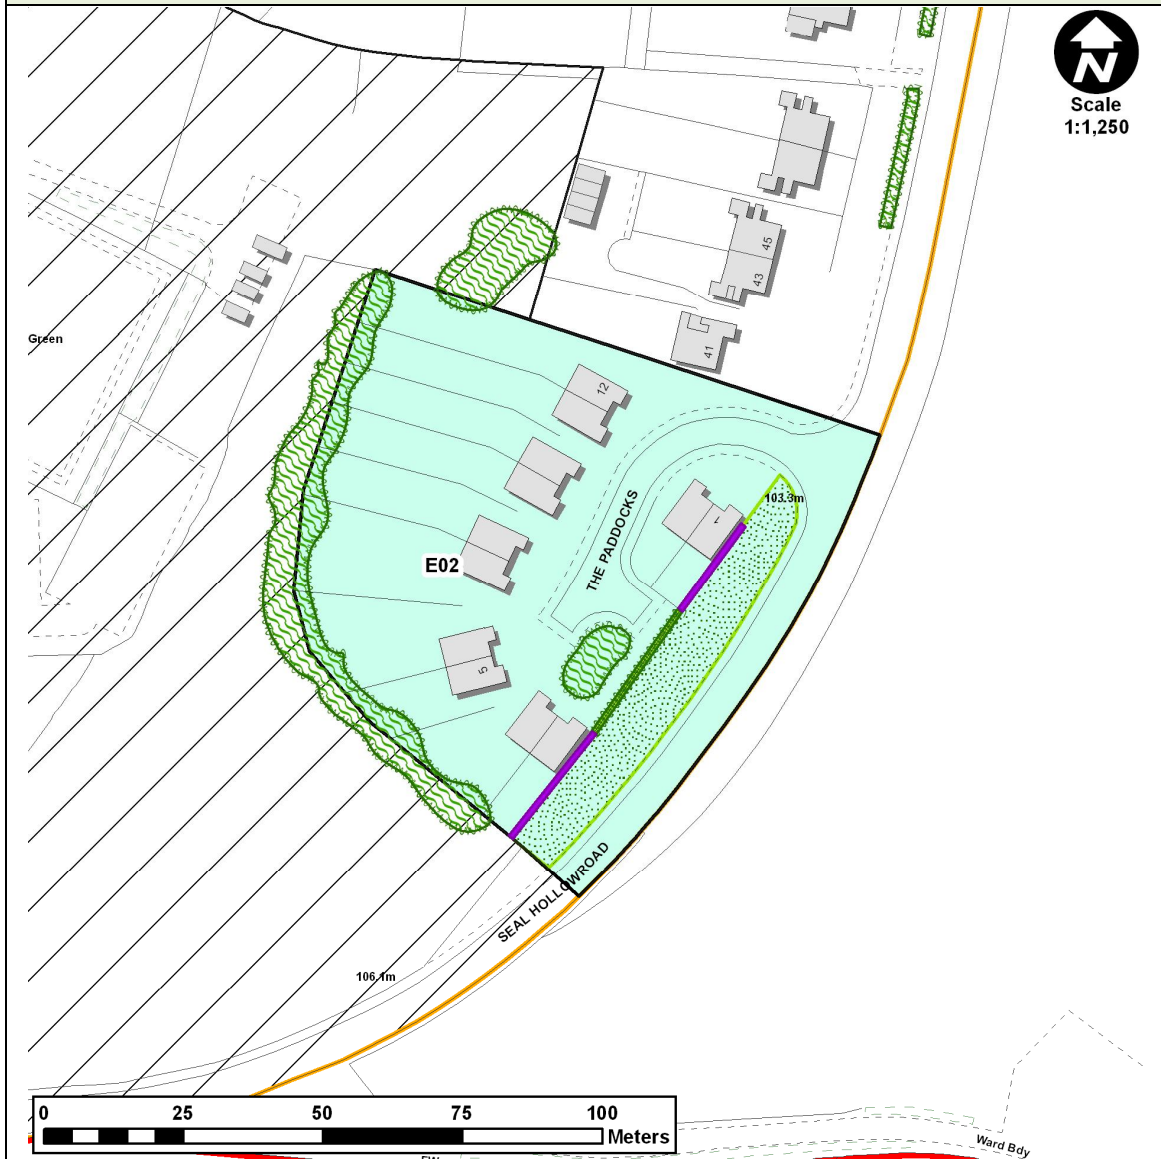 N
Scale
1:1,250
45
43
41
Green
12
103.3m
1
THE PADDOCKS
E02
5
SEAL HOLLOWROAD
106.1m
0 25 50 75 100
Meters
Ward Bdy